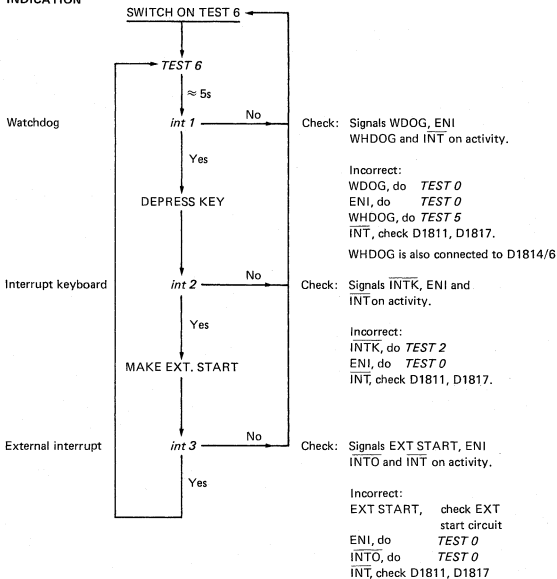 INDICATION
SWITCH ON TEST 6
TEST 6
≈ 5s
Watchdog
int 1
No
Check: Signals WDOG, ENI
WHDOG and INT on activity.
Yes
Incorrect:
WDOG, do TEST 0
DEPRESS KEY
ENI, do TEST 0
WHDOG, do TEST 5
INT, check D1811, D1817.
WHDOG is also connected to D1814/6
Interrupt keyboard
int 2
No
Check: Signals INTK, ENI and
INT on activity.
Yes
Incorrect:
INTK, do TEST 2
MAKE EXT. START
ENI, do TEST 0
INT, check D1811, D1817.
External interrupt
int 3
No
Check: Signals EXT START, ENI
INTO and INT on activity.
Yes
Incorrect:
EXT START, check EXT
start circuit
ENI, do TEST 0
INTO, do TEST 0
INT, check D1811, D1817